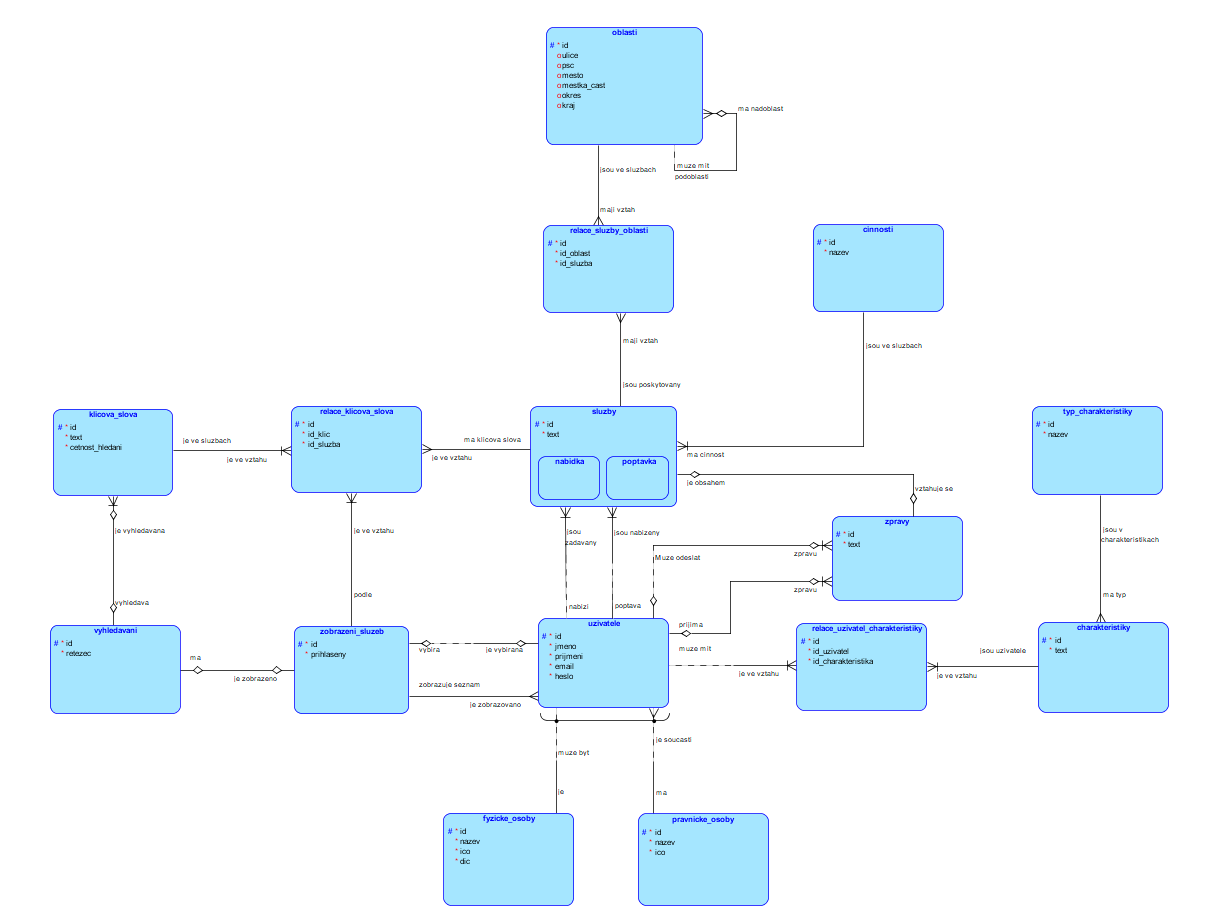 oblasti
# * id
o ulice
o psc
o mesto
o mestka_cast
o okres
o kraj
ma nadoblast
muze mit
podoblasti
jsou ve sluzbach
maji vztah
relace_sluzby_oblasti
# * id
* id_oblast
* id_sluzba
cinnosti
# * id
* nazev
maji vztah
jsou poskytovany
jsou ve sluzbach
ma cinnost
klicova_slova
# * id
* text
* cetnost_hledani
je ve sluzbach
je ve vztahu
relace_klicova_slova
# * id
* id_klic
* id_sluzba
ma klicova slova
je ve vztahu
sluzby
# * id
* text
nabidka
poptavka
typ_charakteristiky
# * id
* nazev
je obsahem
vztahuje se
zpravy
# * id
* text
je vyhledavana
vyhledava
je ve vztahu
podle
jsou
zadavany
nabizi
jsou nabizeny
poptava
Muze odeslat
zpravu
zpravu
prijima
muze mit
jsou v
charakteristikach
ma typ
vyhledavani
# * id
* retezec
ma
je zobrazeno
zobrazeni_sluzeb
# * id
* prihlaseny
vybira
je vybirana
zobrazuje seznam
je zobrazovano
uzivatele
# * id
* jmeno
* prijmeni
* email
* heslo
je ve vztahu
relace_uzivatel_charakteristiky
# * id
* id_uzivatel
* id_charakteristika
jsou uzivatele
je ve vztahu
charakteristiky
# * id
* text
muze byt
je
je soucasti
ma
fyzicke_osoby
# * id
* nazev
* ico
* dic
pravnicke_osoby
# * id
* nazev
* ico